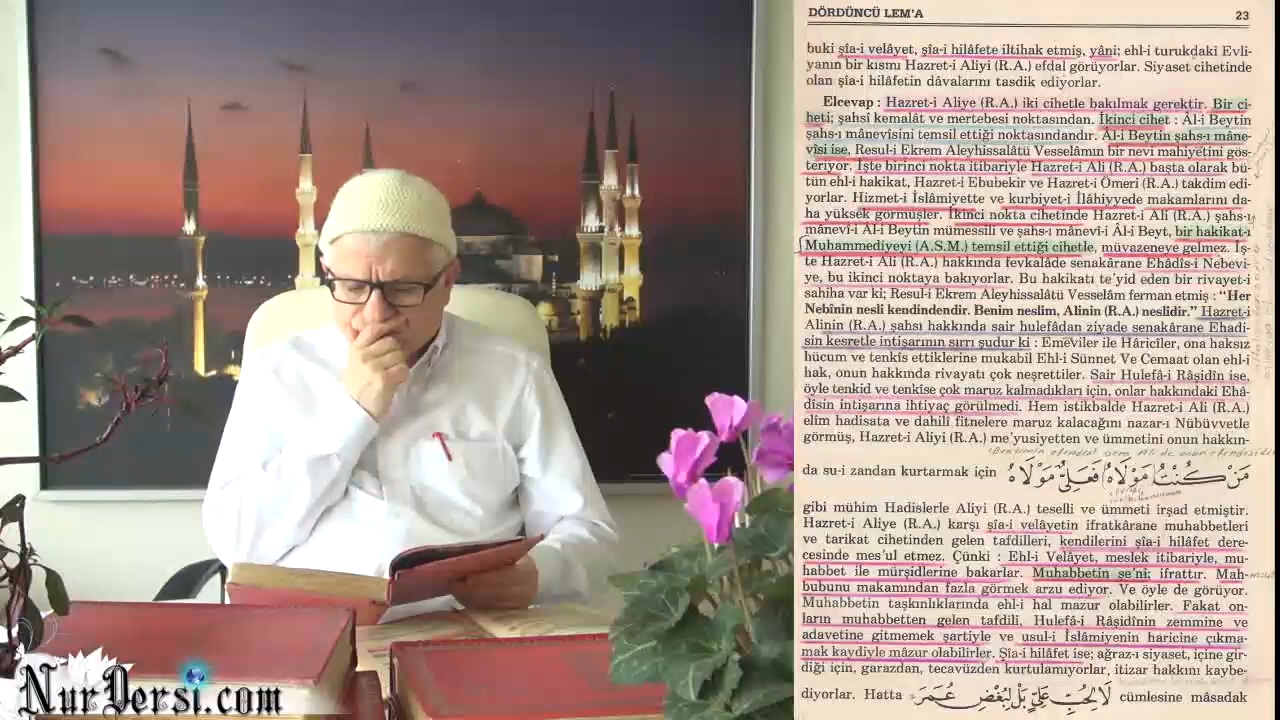 DÖRDÜNCÜ LEM'A 23
buki şîa-i velâyet, şîa-i hilâfete iltihak etmiş, yâni; ehl-i turukdaki Evli-
yanın bir kısmı Hazret-i Aliyi (R.A.) efdal görüyorlar. Siyaset cihetinde
olan şîa-i hilâfetin dâvalarını tasdik ediyorlar.
Elcevap : Hazret-i Aliye (R.A.) iki cihetle bakılmak gerektir. Bir ci-
heti; şahsî kemalât ve mertebesi noktasından. İkinci cihet : Âl-i Beytin
şahs-ı mânevisini temsil ettiği noktasındandır. Âl-i Beytin şahs-ı mâne-
vîsi ise, Resul-i Ekrem Aleyhissalâtü Vesselâmın bir nevi mahiyetini gös-
teriyor. İşte birinci nokta itibariyle Hazret-i Ali (R.A.) başta olarak bü-
tün ehl-i hakikat, Hazret-i Ebubekir ve Hazret-i Ömeri (R.A.) takdim edi-
yorlar. Hizmet-i İslâmiyette ve kurbiyet-i İlâhiyyede makamlarını da-
ha yüksek görmüşler. İkinci nokta cihetinde Hazret-i Ali (R.A.) şahs-ı
mânevî-i Âl-i Beytin mümessili ve şahs-ı mânevî-i Âl-i Beyt, bir hakikat-ı
Muhammediyeyi (A.S.M.) temsil ettiği cihetle, müvazeneye gelmez. İş-
te Hazret-i Ali (R.A.) hakkında fevkalâde senakârane Ehâdîs-i Nebevi-
ye, bu ikinci noktaya bakıyorlar. Bu hakikatı te'yid eden bir rivayet-i
sahiha var ki; Resul-i Ekrem Aleyhissalâtü Vesselâm ferman etmiş : "Her
Nebînin nesli kendindendir. Benim neslim, Alinin (R.A.) neslidir." Hazret-i
Alinin (R.A.) şahsı hakkında sair hulefâdan ziyade senakârane Ehadi-
sin kesretle intişarının sırrı şudur ki : Emeviler ile Hâricîler, ona haksız
hücum ve tenkîs ettiklerine mukabil Ehl-i Sünnet Ve Cemaat olan ehl-i
hak, onun hakkında rivayatı çok neşrettiler. Sair Hulefâ-i Râşidîn ise,
öyle tenkid ve tenkîse çok maruz kalmadıkları için, onlar hakkındaki Ehâ-
disin intişarına ihtiyaç görülmedi. Hem istikbalde Hazret-i Ali (R.A.)
elîm hadisata ve dahilî fitnelere maruz kalacağını nazar-ı Nübüvvetle
görmüş, Hazret-i Aliyi (R.A.) me'yusiyetten ve ümmetini onun hakkın-
da su-i zandan kurtarmak için مَنْ كُنْتُ مَوْلَاهُ فَعَلِىٌّ مَوْلَاهُ
gibi mühim Hadislerle Aliyi (R.A.) teselli ve ümmeti irşad etmiştir.
Hazret-i Aliye (R.A.) karşı şîa-i velâyetin ifratkârane muhabbetleri
ve tarikat cihetinden gelen tafdilleri, kendilerini şîa-i hilâfet dere-
cesinde mes'ul etmez. Çünki : Ehl-i Velâyet, meslek itibariyle, mu-
habbet ile mürşidlerine bakarlar. Muhabbetin şe'ni; ifrattır. Mah-
bubunu makamından fazla görmek arzu ediyor. Ve öyle de görüyor.
Muhabbetin taşkınlıklarında ehl-i hal mazur olabilirler. Fakat on-
ların muhabbetten gelen tafdili, Hulefâ-i Râşidînin zemmine ve
adavetine gitmemek şartiyle ve usul-i İslâmiyenin haricine çıkma-
mak kaydiyle mâzur olabilirler. Şîa-i hilâfet ise; ağraz-ı siyaset, içine gir-
diği için, garazdan, tecavüzden kurtulamıyorlar, itizar hakkını kaybe-
diyorlar. Hatta لَا لِحُبِّ عَلِىٍّ بَلْ لِبُغْضِ عُمَرَ cümlesine mâsadak
NurDersi.com